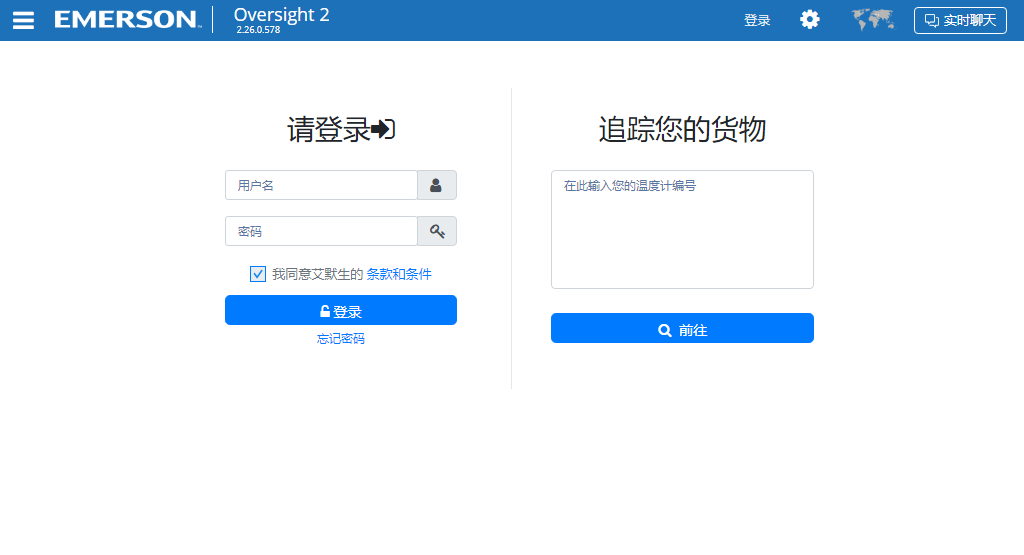 EMERSON™
Oversight 2
2.26.0.578
登录
实时聊天
请登录
用户名
密码
我同意艾默生的 条款和条件
登录
忘记密码
追踪您的货物
在此输入您的温度计编号
前往